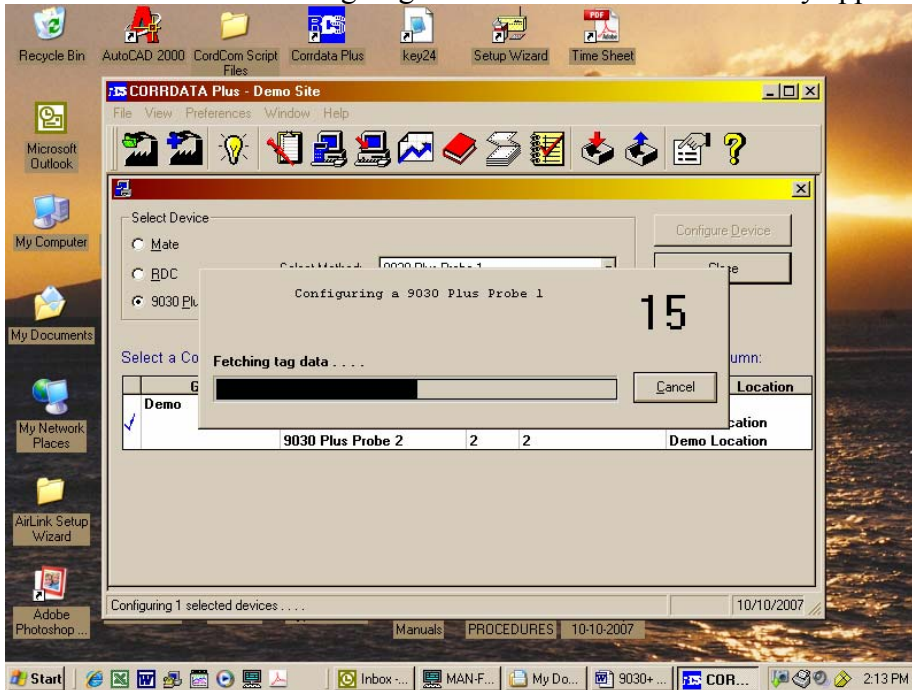 Recycle Bin
AutoCAD 2000
CordCom Script Files
Corrdata Plus
key24
Setup Wizard
Time Sheet
PDF
Microsoft Outlook
My Computer
My Documents
My Network Places
AirLink Setup Wizard
Adobe Photoshop ...
CORRDATA Plus - Demo Site
File View Preferences Window Help
Select Device
Mate
RDC
9030 Plu
Configure Device
Configuring a 9030 Plus Probe 1
15
Fetching tag data . . . .
Cancel
Select a Co
umn:
G
Location
Demo
cation
9030 Plus Probe 2 2 2 Demo Location
Configuring 1 selected devices . . . .
10/10/2007
Manuals PROCEDURES 10-10-2007
Start
Inbox -...
MAN-F...
My Do...
9030+ ...
COR...
2:13 PM